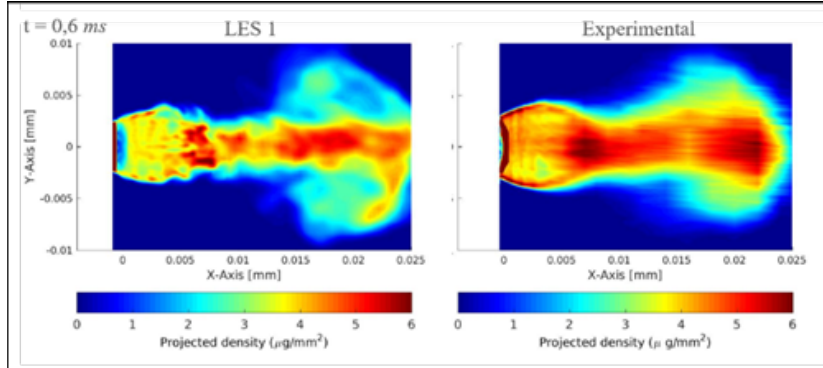 t = 0,6 ms
LES 1
Experimental
0.01
0.005
0
-0.005
-0.01
Y-Axis [mm]
0 0.005 0.01 0.015 0.02 0.025
X-Axis [mm]
0 0.005 0.01 0.015 0.02 0.025
X-Axis [mm]
0 1 2 3 4 5 6
Projected density (μg/mm²)
0 1 2 3 4 5 6
Projected density (μ g/mm²)